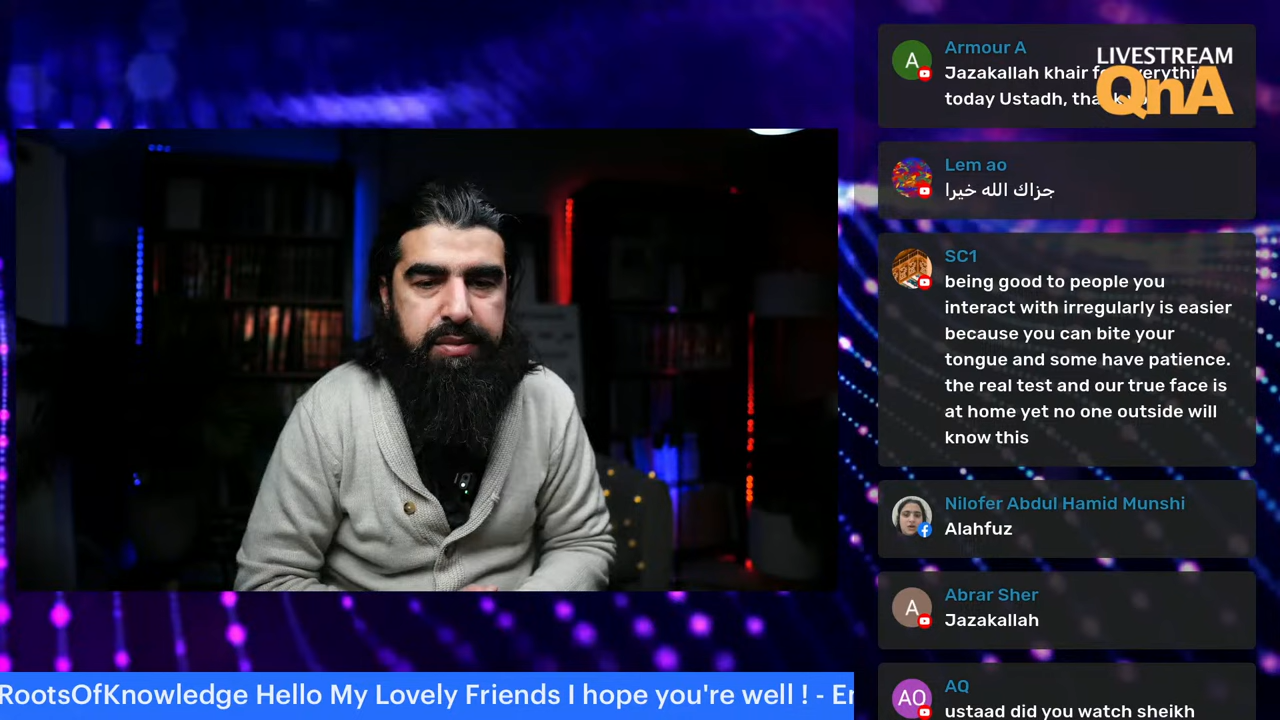 Armour A
Jazakallah khair
today Ustadh,
LIVESTREAM
QnA
Lem ao
جزاك الله خيرا
SC1
being good to people you
interact with irregularly is easier
because you can bite your
tongue and some have patience.
the real test and our true face is
at home yet no one outside will
know this
Nilofer Abdul Hamid Munshi
Alahfuz
A
Abrar Sher
Jazakallah
AQ
AQ
ustaad did you watch sheikh
RootsOfKnowledge Hello My Lovely Friends I hope you're well ! -